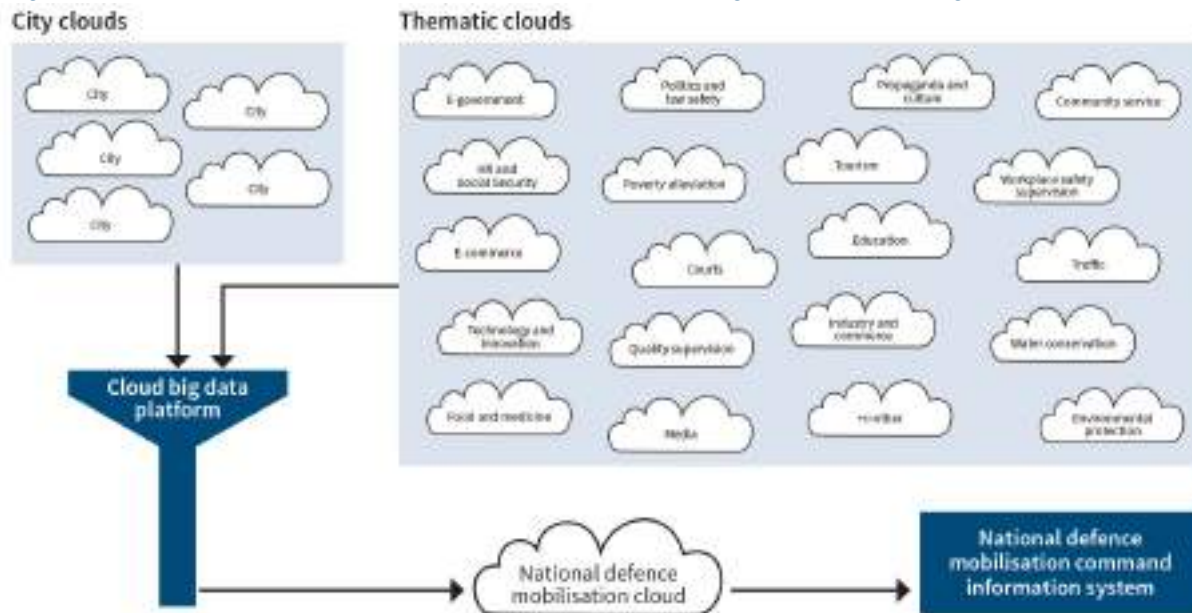 City clouds
Thematic clouds
City
City
City
City
City
E-government
Politics and
law safety
Propaganda and
culture
Community service
HR and
social security
Poverty alleviation
Tourism
Workplace safety
supervision
E-commerce
Courts
Education
Traffic
Technology and
innovation
Quality supervision
Industry and
commerce
Water conservation
Food and medicine
Media
Environmental
protection
Cloud big data
platform
National defence
mobilisation cloud
National defence
mobilisation command
information system